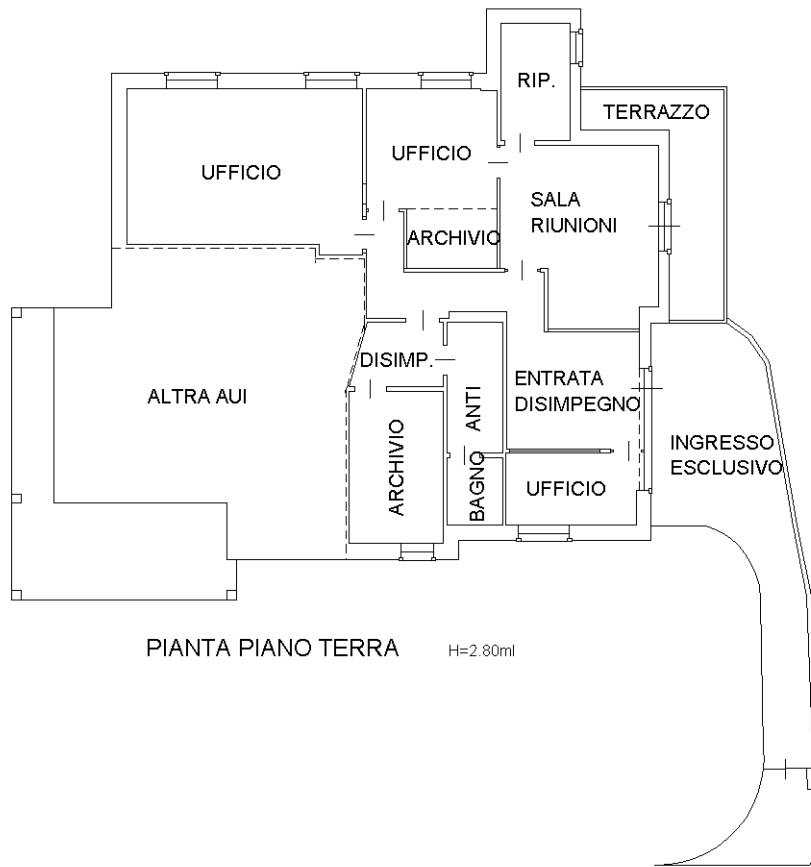 RIP.
TERRAZZO
UFFICIO
UFFICIO
SALA
RIUNIONI
ARCHIVIO
DISIMP.
ALTRA AUI
ANTI
ENTRATA
DISIMPEGNO
ARCHIVIO
BAGNO
UFFICIO
INGRESSO
ESCLUSIVO
PIANTA PIANO TERRA
H=2.80ml